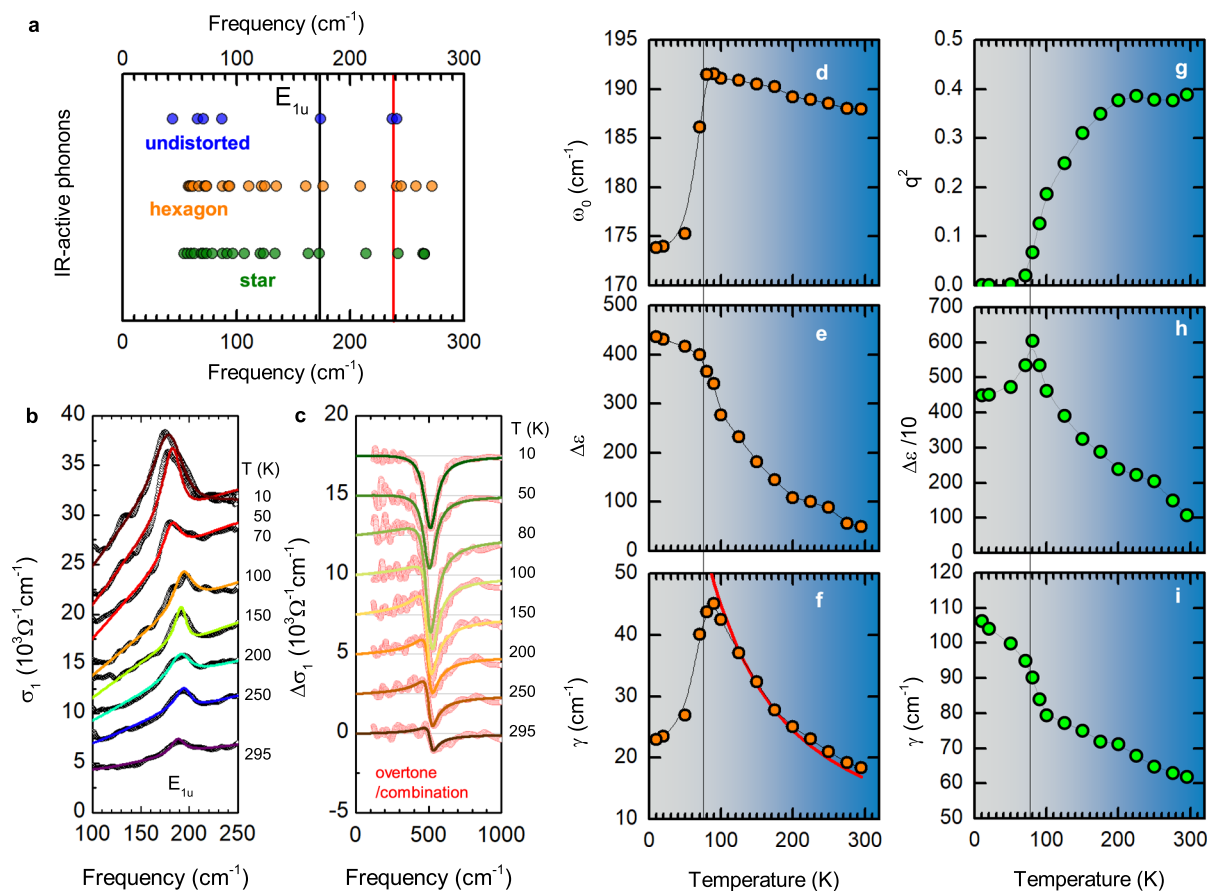 a
Frequency (cm-1)
0 100 200 300
E1u
undistorted
hexagon
star
IR-active phonons
0 100 200 300
Frequency (cm-1)
b
40
35
30
25
20
15
10
5
0
σ1 (10³Ω-1cm-1)
T (K)
10
50
70
100
150
200
250
295
E1u
100 150 200 250
Frequency (cm-1)
c
20
15
10
5
0
−5
Δσ1 (10³Ω-1cm-1)
T (K)
10
50
80
100
150
200
250
295
overtone
/combination
0 500 1000
Frequency (cm-1)
d
195
190
185
180
175
170
ω0 (cm-1)
e
500
400
300
200
100
0
Δε
f
50
40
30
20
10
γ (cm-1)
0 100 200 300
Temperature (K)
g
0.5
0.4
0.3
0.2
0.1
0.0
q²
h
700
600
500
400
300
200
100
0
Δε /10
i
120
110
100
90
80
70
60
50
γ (cm-1)
0 100 200 300
Temperature (K)